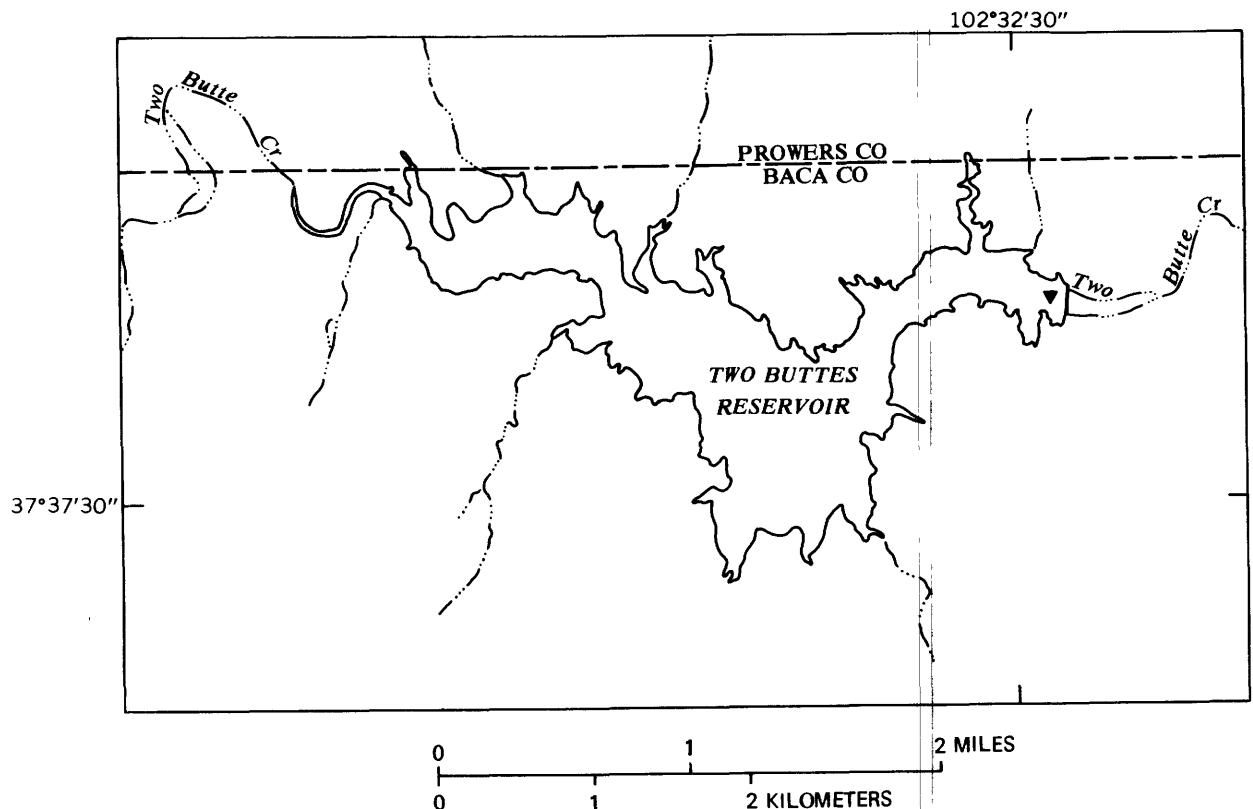 102°32'30"
Two Butte Cr
PROWERS CO
BACA CO
Two Butte Cr
TWO BUTTES
RESERVOIR
37°37'30"
0 1 2 MILES
0 1 2 KILOMETERS